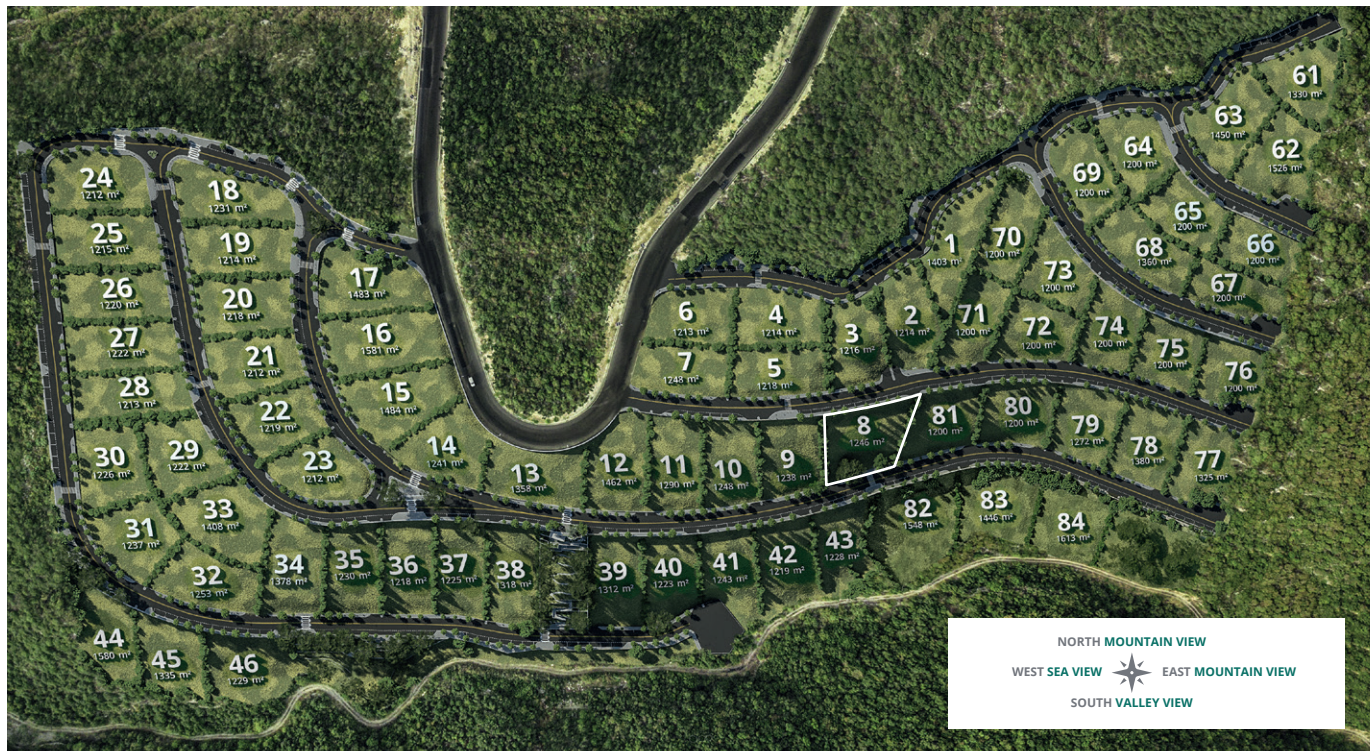 61
1330 m²
63
1450 m²
62
1526 m²
64
1200 m²
69
1200 m²
65
1200 m²
66
1200 m²
68
1360 m²
67
1200 m²
24
1212 m²
18
1231 m²
25
1215 m²
19
1214 m²
17
1483 m²
1
1403 m²
70
1200 m²
73
1200 m²
26
1220 m²
20
1218 m²
6
1213 m²
4
1214 m²
3
1216 m²
2
1214 m²
71
1200 m²
72
1200 m²
74
1200 m²
75
1200 m²
76
1200 m²
27
1222 m²
21
1212 m²
16
1581 m²
7
1248 m²
5
1218 m²
28
1213 m²
22
1219 m²
15
1484 m²
8
1246 m²
81
1200 m²
80
1200 m²
79
1272 m²
78
1380 m²
77
1325 m²
30
1226 m²
29
1222 m²
23
1212 m²
14
1241 m²
13
1358 m²
12
1462 m²
11
1290 m²
10
1248 m²
9
1238 m²
31
1237 m²
33
1408 m²
82
1548 m²
83
1446 m²
84
1613 m²
32
1253 m²
34
1378 m²
35
1230 m²
36
1218 m²
37
1225 m²
38
1318 m²
39
1312 m²
40
1223 m²
41
1243 m²
42
1219 m²
43
1228 m²
44
1580 m²
45
1335 m²
46
1229 m²
NORTH MOUNTAIN VIEW
WEST SEA VIEW EAST MOUNTAIN VIEW
SOUTH VALLEY VIEW